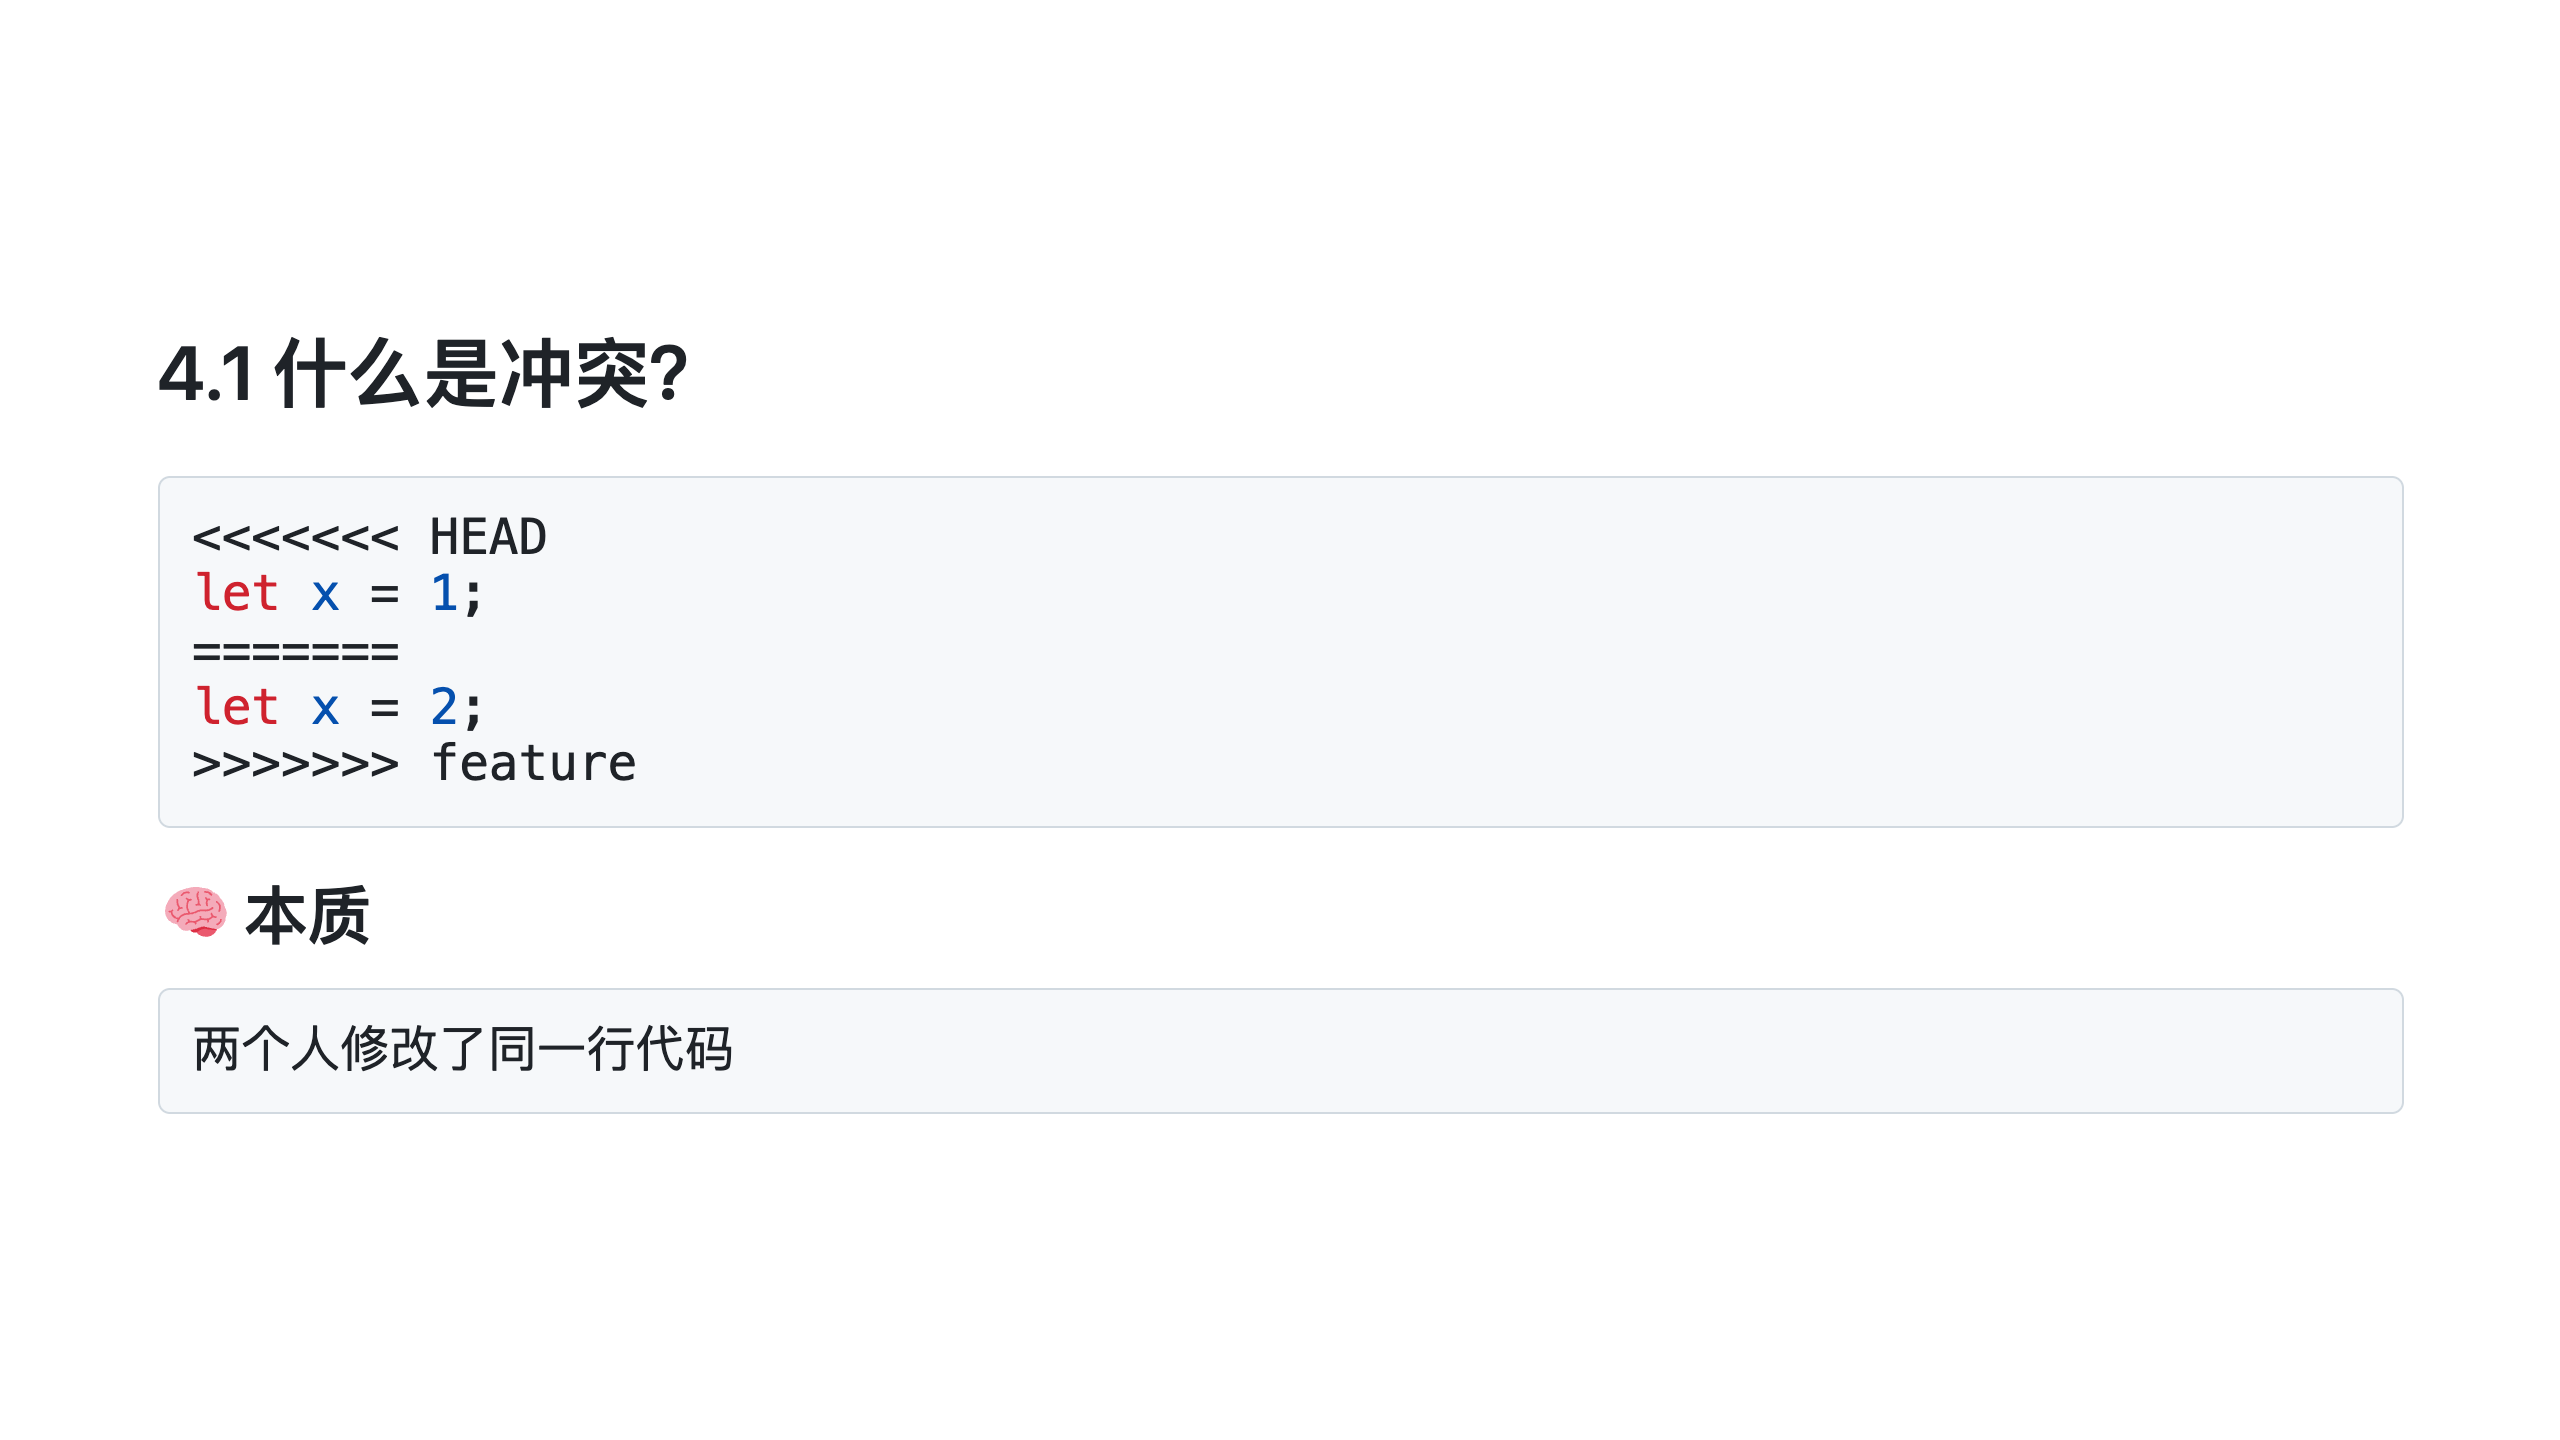 4.1 什么是冲突？
<<<<<<< HEAD
let x = 1;
=======
let x = 2;
>>>>>>> feature
🧠 本质
两个人修改了同一行代码